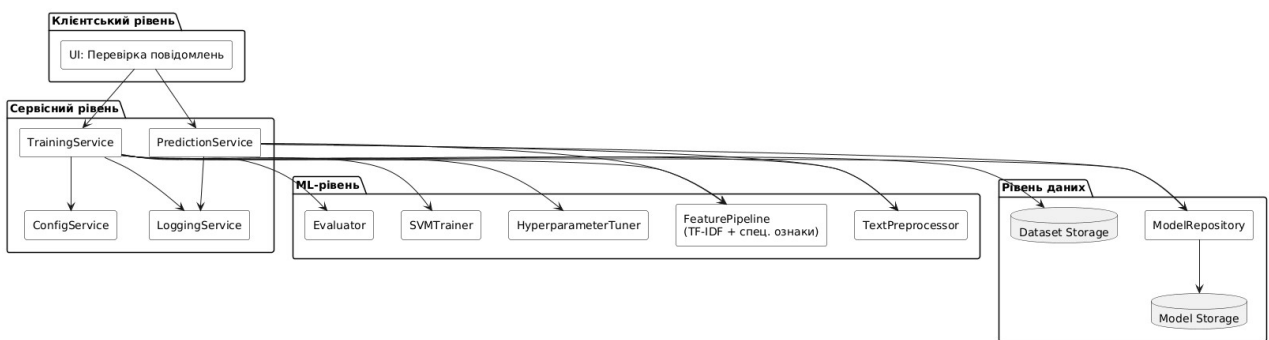 Клієнтський рівень
UI: Перевірка повідомлень
Сервісний рівень
TrainingService
PredictionService
ConfigService
LoggingService
ML-рівень
Evaluator
SVMTrainer
HyperparameterTuner
FeaturePipeline
(TF-IDF + спец. ознаки)
TextPreprocessor
Рівень даних
Dataset Storage
ModelRepository
Model Storage